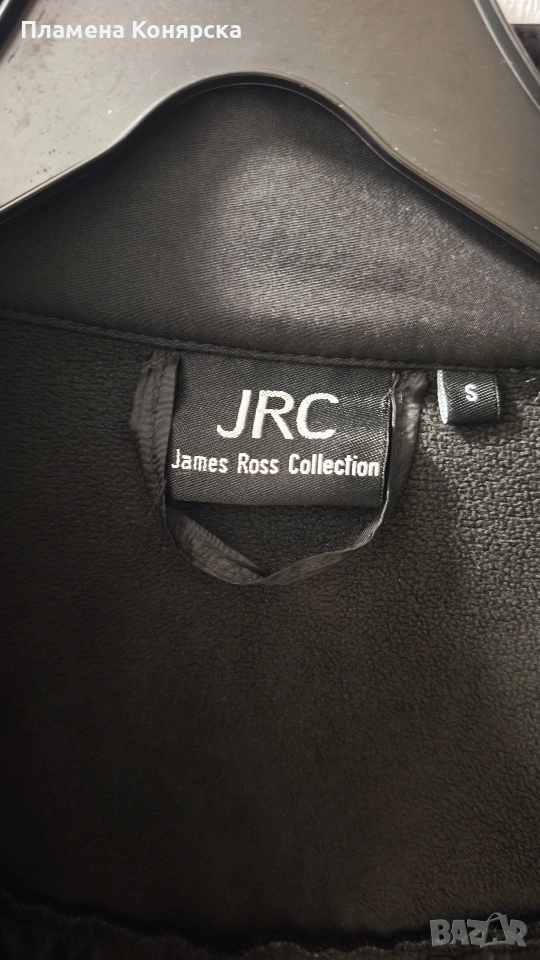 Пламена Конярска
JRC
James Ross Collection
S
BAZAR